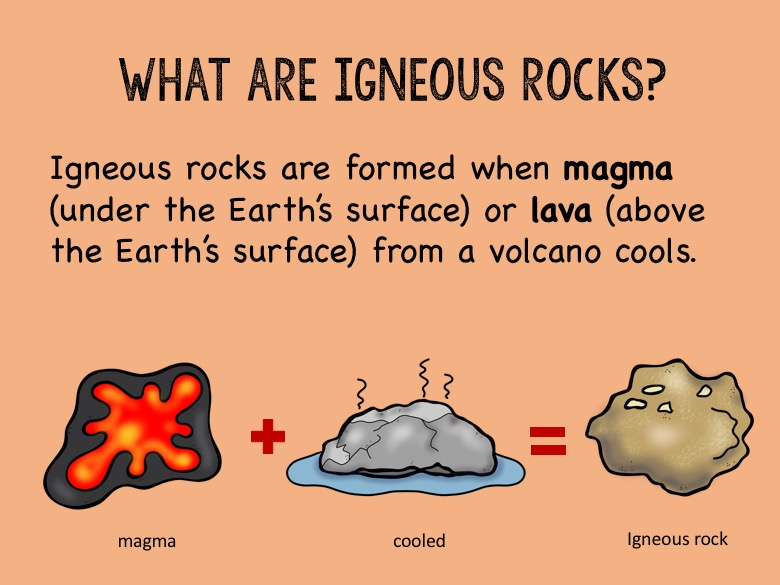 WHAT ARE IGNEOUS ROCKS?
Igneous rocks are formed when magma
(under the Earth's surface) or lava (above
the Earth's surface) from a volcano cools.
+ =
magma cooled Igneous rock